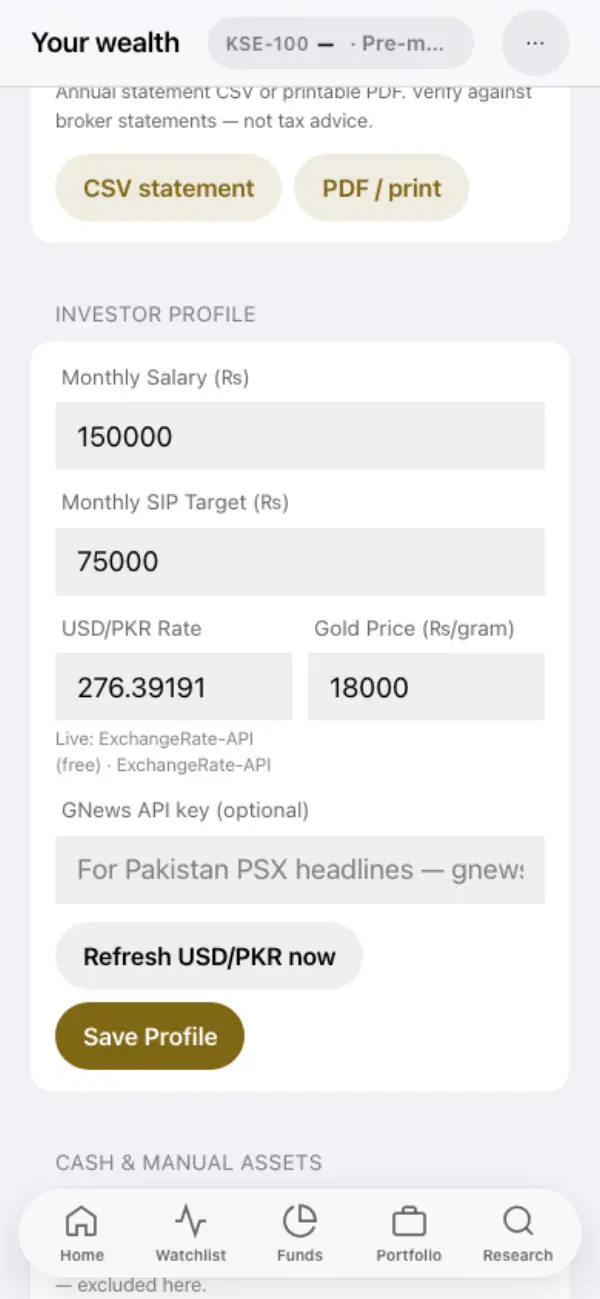 Your wealth
KSE-100 — · Pre-m...
...
Annual statement CSV or printable PDF. Verify against
broker statements — not tax advice.
CSV statement
PDF / print
INVESTOR PROFILE
Monthly Salary (Rs)
150000
Monthly SIP Target (Rs)
75000
USD/PKR Rate
Gold Price (Rs/gram)
276.39191
18000
Live: ExchangeRate-API
(free) · ExchangeRate-API
GNews API key (optional)
For Pakistan PSX headlines — gnews
Refresh USD/PKR now
Save Profile
CASH & MANUAL ASSETS
Home
Watchlist
Funds
Portfolio
Research
— excluded here.